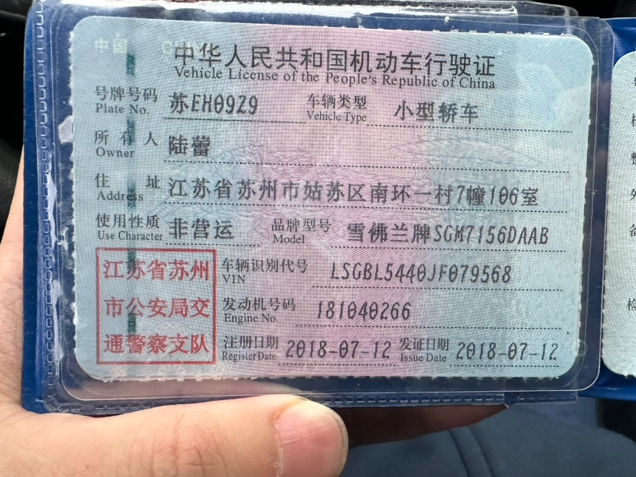 中国 CHINA
中华人民共和国机动车行驶证
Vehicle License of the People's Republic of China
号牌号码 苏EH09Z9 车辆类型 小型轿车
Plate No. Vehicle Type
所有人 陆蕾
Owner
住址 江苏省苏州市姑苏区南环一村7幢106室
Address
使用性质 非营运 品牌型号 雪佛兰牌SGM7156DAAB
Use Character Model
江苏省苏州 车辆识别代号 LSGBL5440JF079568
VIN
市公安局交 发动机号码 181040266
Engine No.
通警察支队 注册日期 2018-07-12 发证日期 2018-07-12
Register Date Issue Date